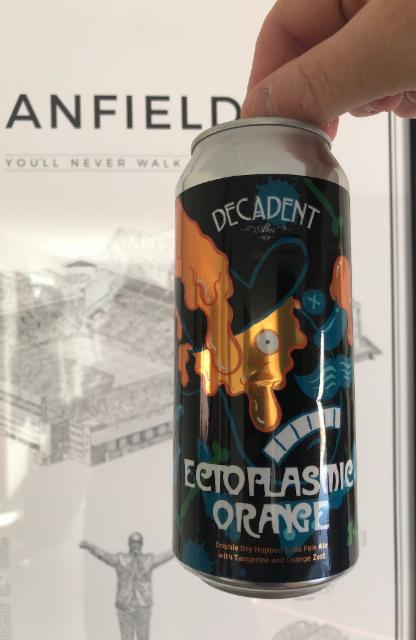 ANFIELD
YOU'LL NEVER WALK
DECADENT
Ales
ECTOPLASMIC
ORANGE
Double Dry Hopped India Pale Ale
with Tangerine and Orange Zest